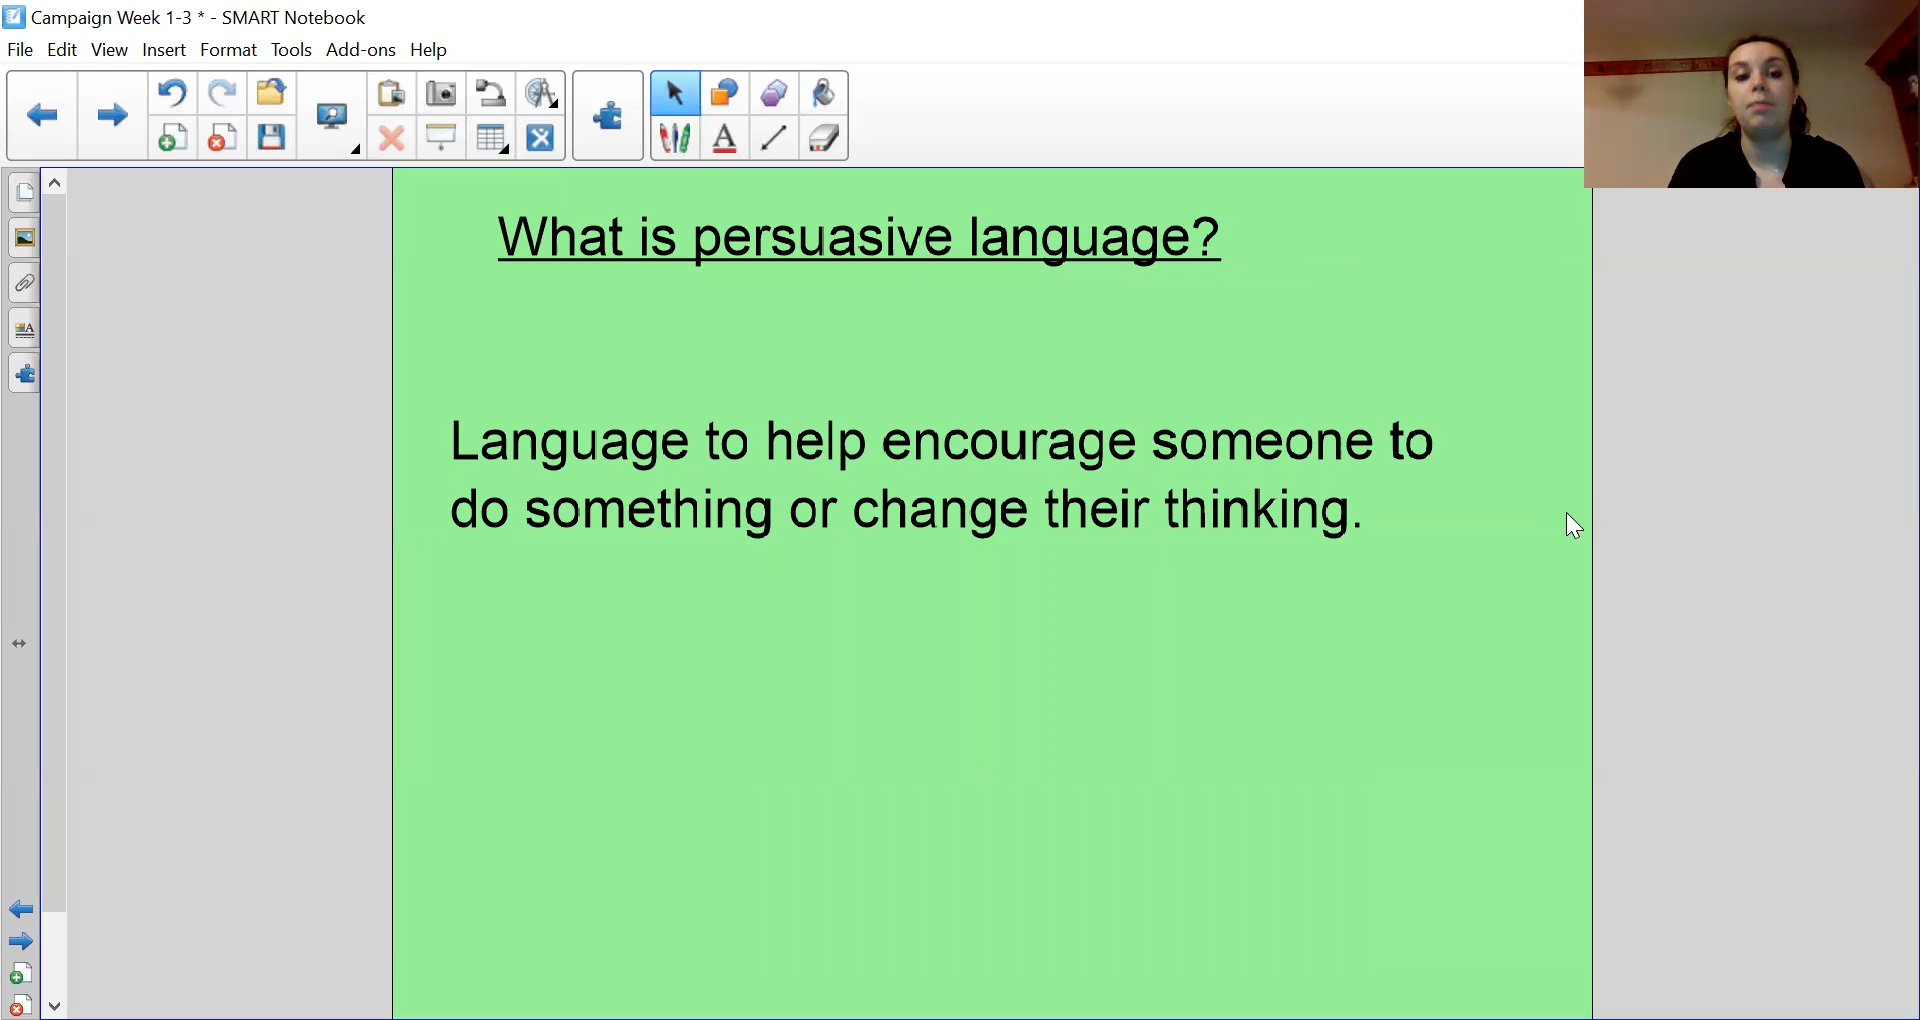 Campaign Week 1-3 * - SMART Notebook
File Edit View Insert Format Tools Add-ons Help
What is persuasive language?
Language to help encourage someone to
do something or change their thinking.